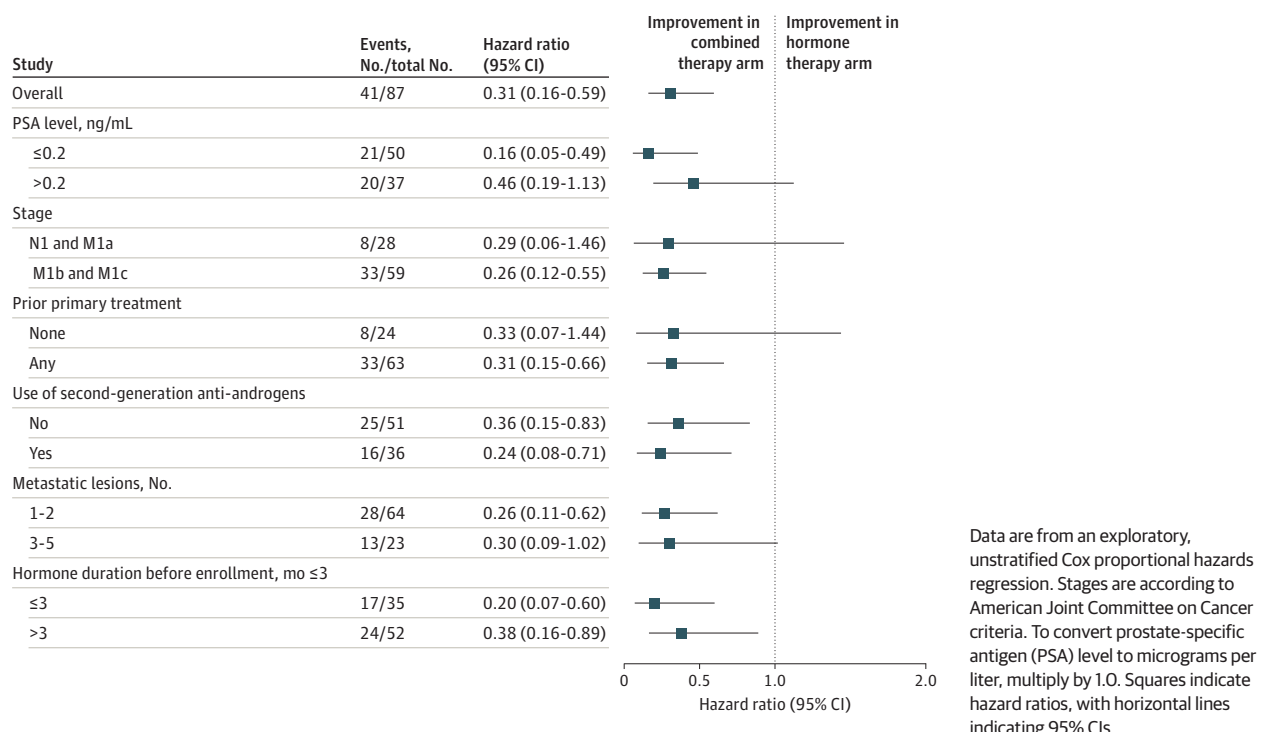 Improvement in combined therapy arm
Improvement in hormone therapy arm
Study Events, No./total No. Hazard ratio (95% CI)
Overall 41/87 0.31 (0.16-0.59)
PSA level, ng/mL
≤0.2 21/50 0.16 (0.05-0.49)
>0.2 20/37 0.46 (0.19-1.13)
Stage
N1 and M1a 8/28 0.29 (0.06-1.46)
M1b and M1c 33/59 0.26 (0.12-0.55)
Prior primary treatment
None 8/24 0.33 (0.07-1.44)
Any 33/63 0.31 (0.15-0.66)
Use of second-generation anti-androgens
No 25/51 0.36 (0.15-0.83)
Yes 16/36 0.24 (0.08-0.71)
Metastatic lesions, No.
1-2 28/64 0.26 (0.11-0.62)
3-5 13/23 0.30 (0.09-1.02)
Hormone duration before enrollment, mo ≤3
≤3 17/35 0.20 (0.07-0.60)
>3 24/52 0.38 (0.16-0.89)
0 0.5 1.0 2.0
Hazard ratio (95% CI)
Data are from an exploratory,
unstratified Cox proportional hazards
regression. Stages are according to
American Joint Committee on Cancer
criteria. To convert prostate-specific
antigen (PSA) level to micrograms per
liter, multiply by 1.0. Squares indicate
hazard ratios, with horizontal lines
indicating 95% CIs